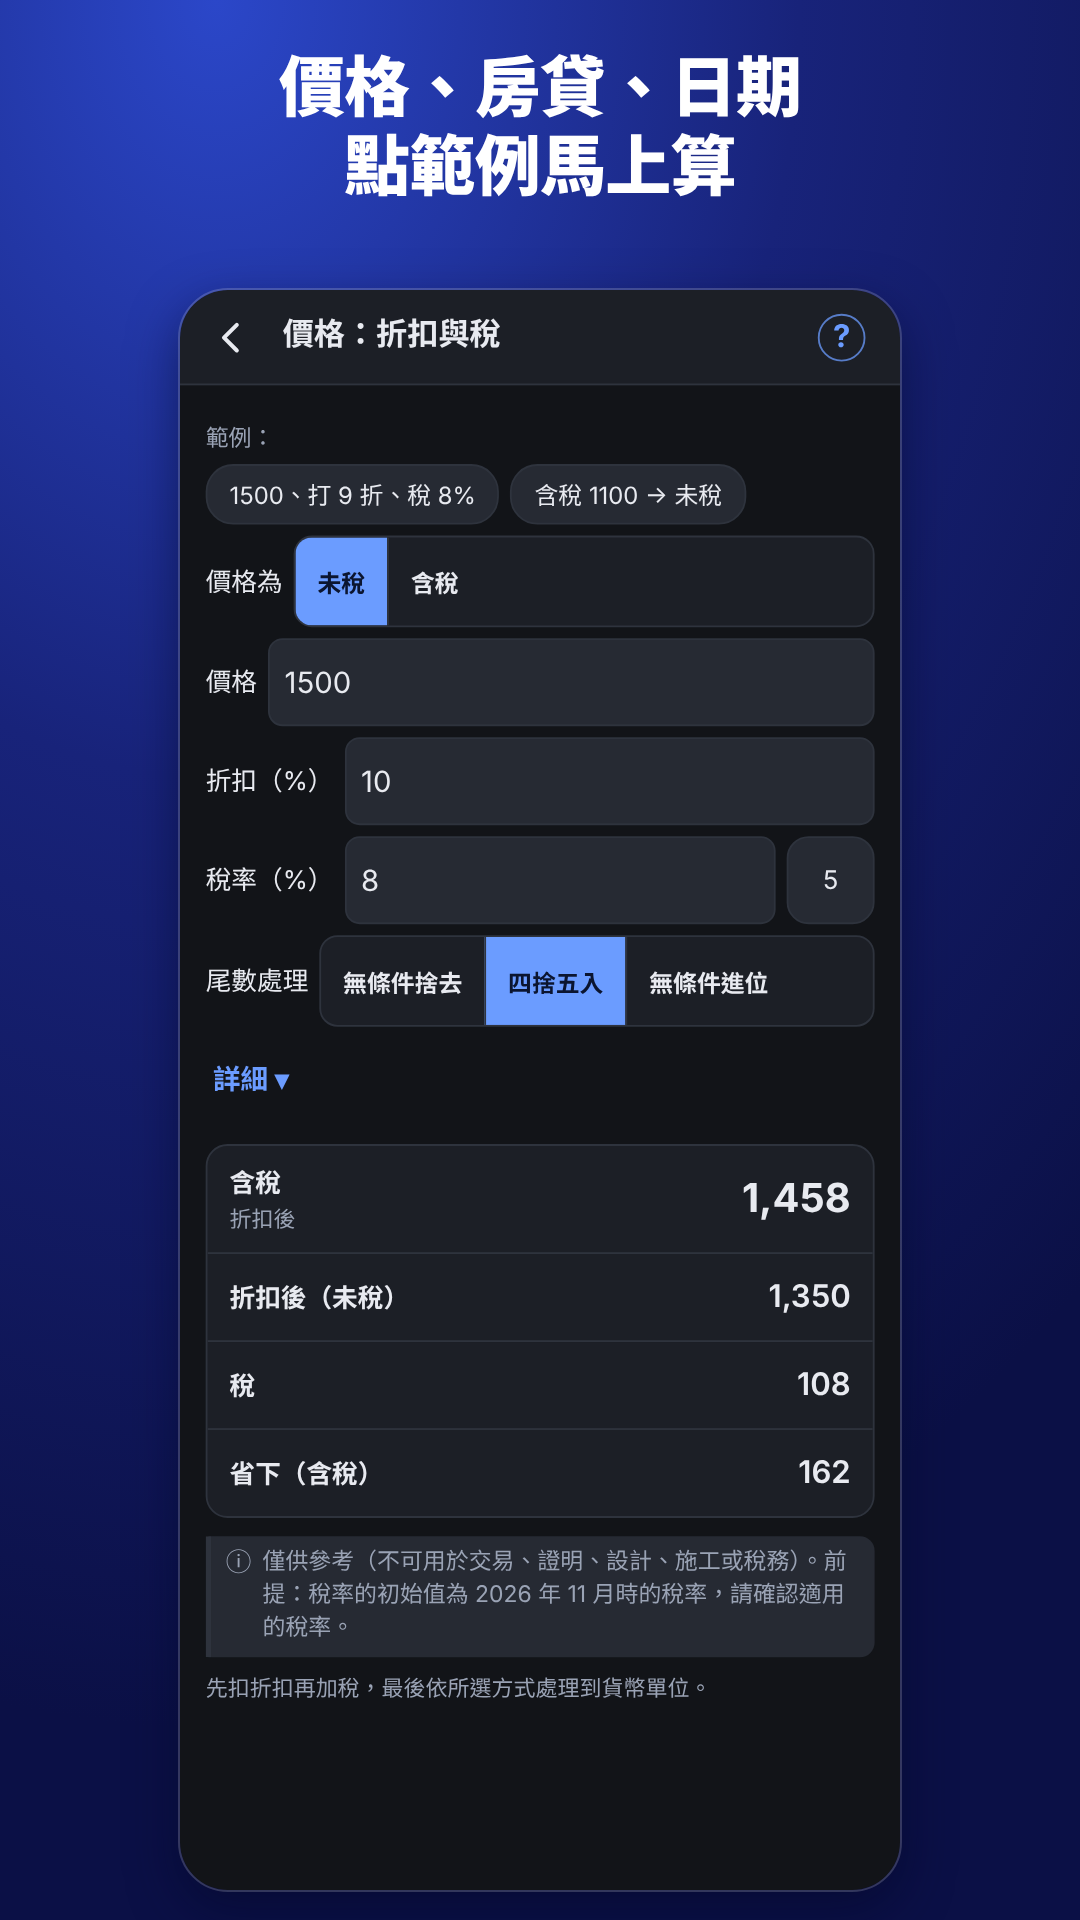 價格、房貸、日期
點範例馬上算
價格：折扣與稅
?
範例：
1500、打 9 折、稅 8%
含稅 1100 → 未稅
價格為
未稅
含稅
價格
1500
折扣（%）
10
稅率（%）
8
5
尾數處理
無條件捨去
四捨五入
無條件進位
詳細 ▾
含稅
折扣後
1,458
折扣後（未稅）
1,350
稅
108
省下（含稅）
162
ⓘ 僅供參考（不可用於交易、證明、設計、施工或稅務）。前
提：稅率的初始值為 2026 年 11 月時的稅率，請確認適用
的稅率。
先扣折扣再加稅，最後依所選方式處理到貨幣單位。